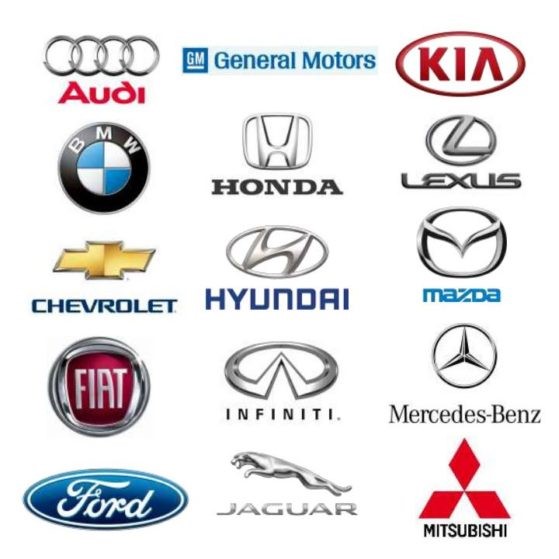 Audi
GM General Motors
KIA
BMW
HONDA
LEXUS
CHEVROLET
HYUNDAI
mazda
FIAT
INFINITI.
Mercedes-Benz
Ford
JAGUAR
MITSUBISHI